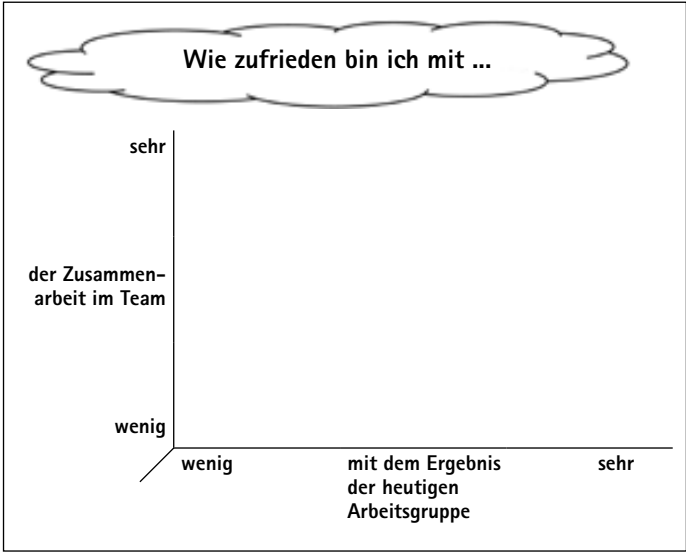 Wie zufrieden bin ich mit ...
sehr
der Zusammen-
arbeit im Team
wenig
wenig
mit dem Ergebnis
der heutigen
Arbeitsgruppe
sehr